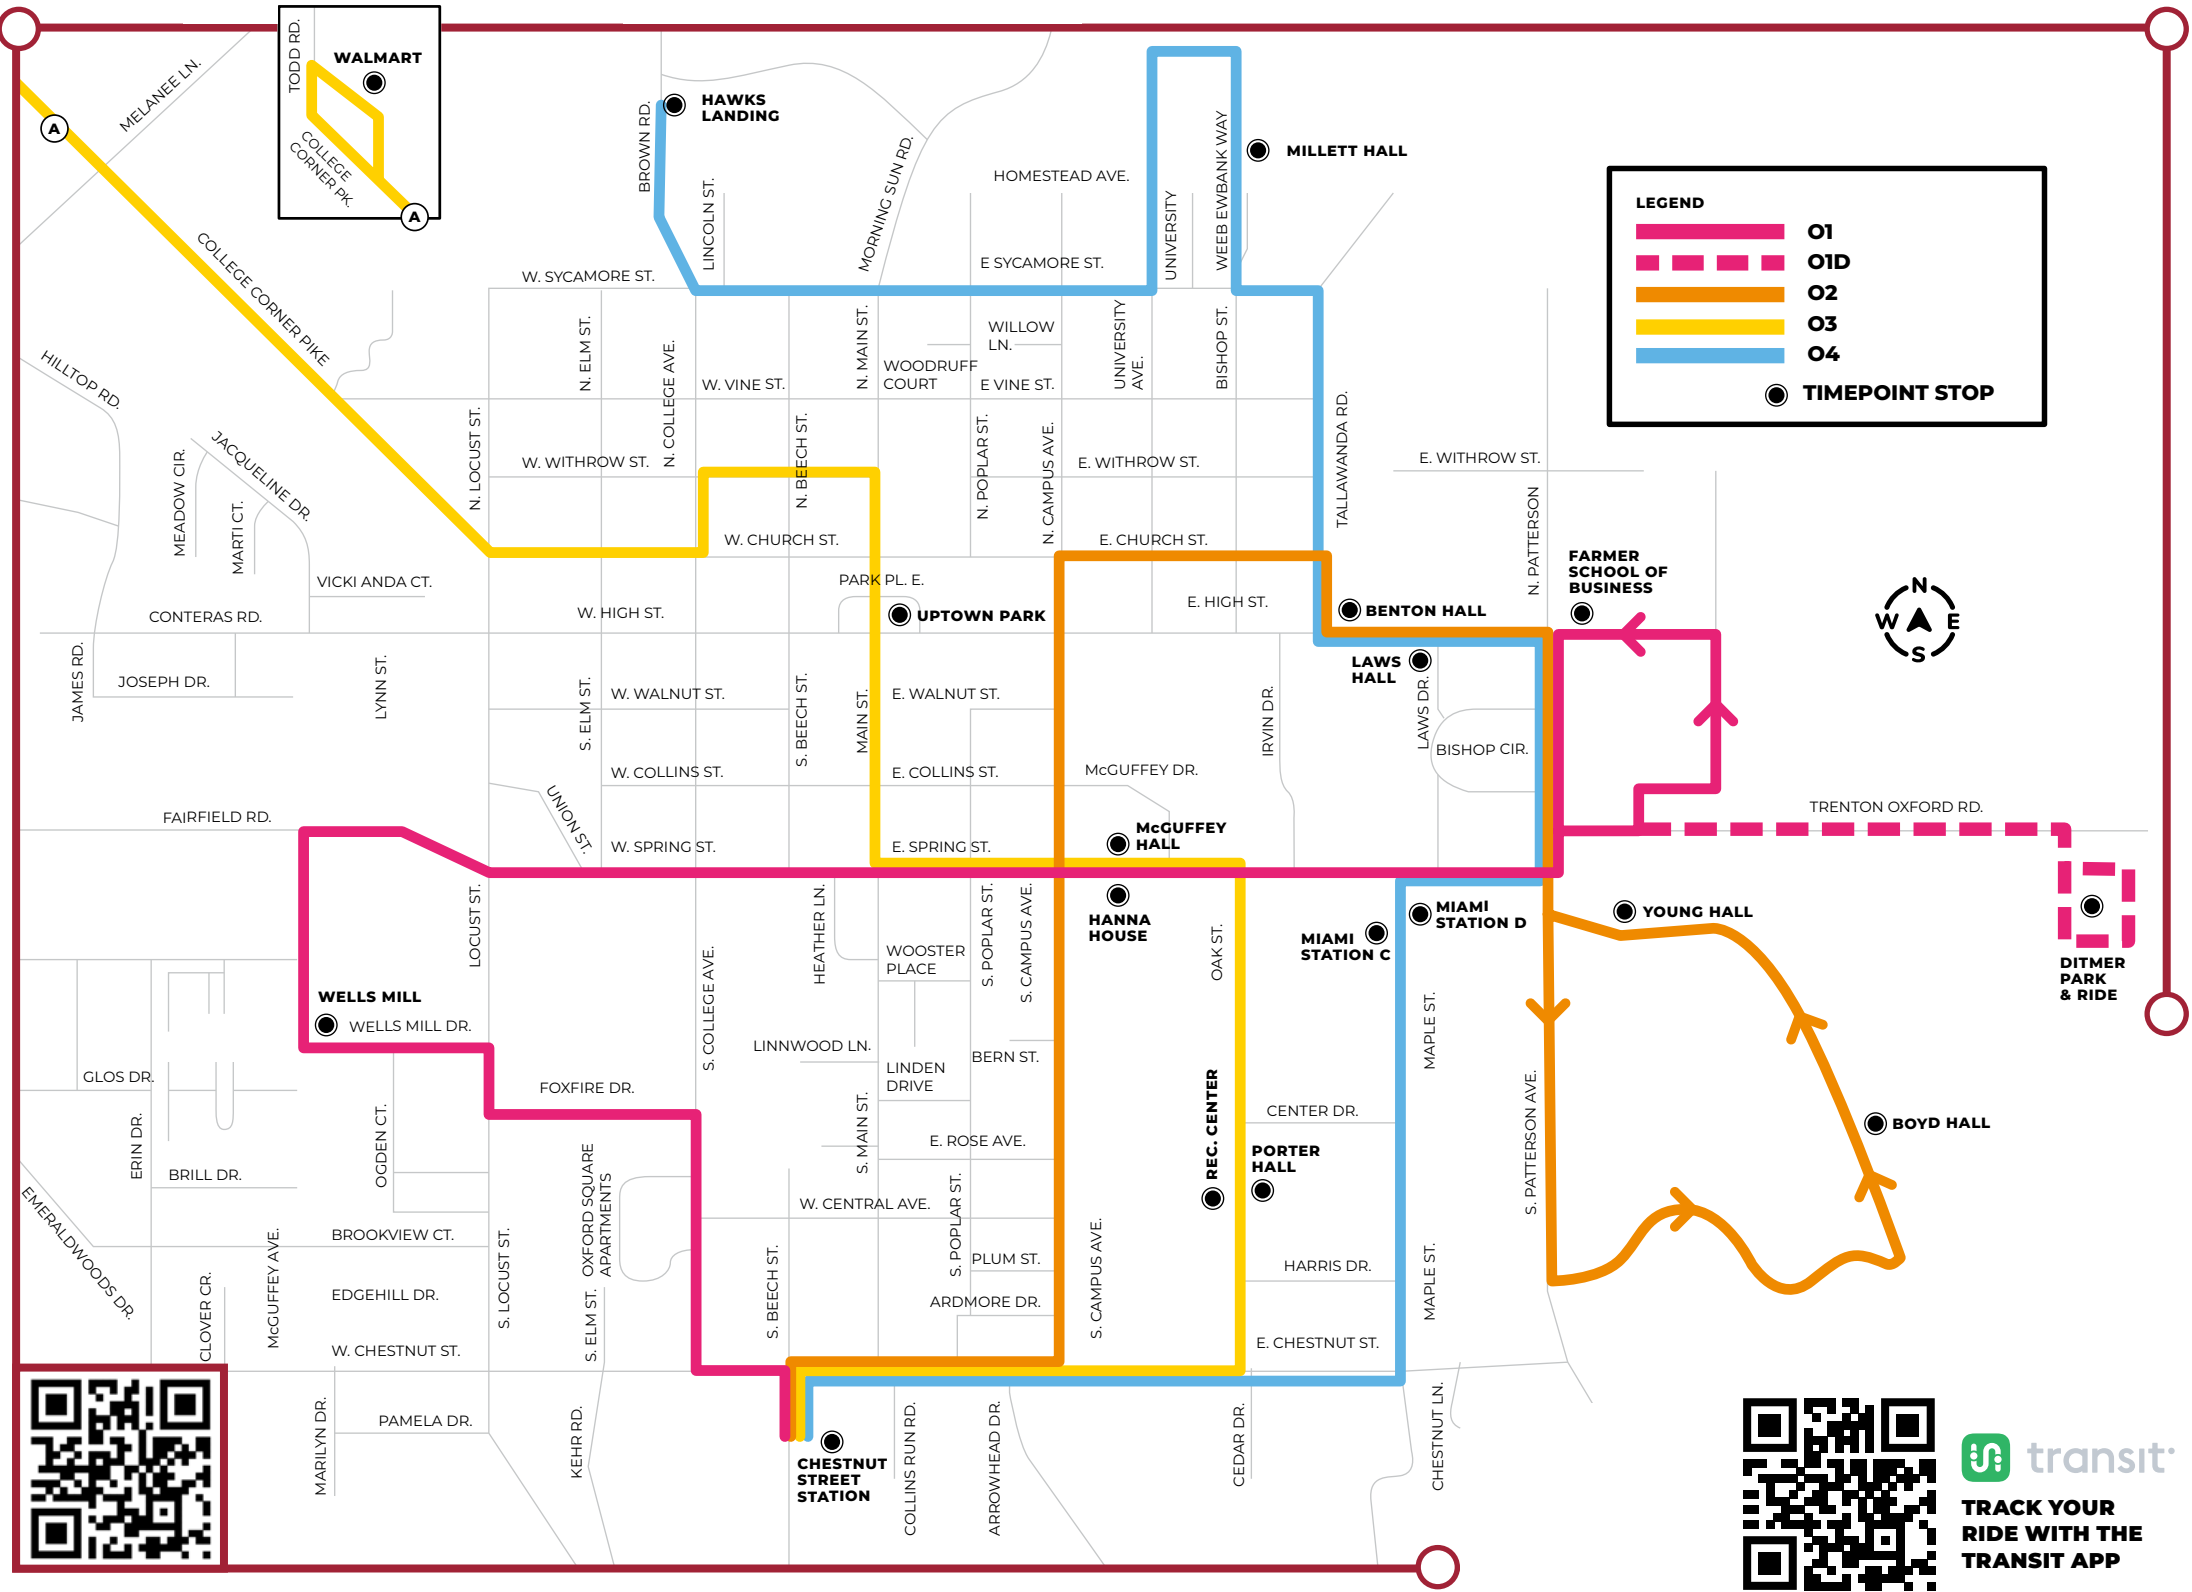 TODD RD.
WALMART
COLLEGE
CORNER PK.
A
A
MELANEE LN.
COLLEGE CORNER PIKE
BROWN RD.
HAWKS
LANDING
LINCOLN ST.
MORNING SUN RD.
HOMESTEAD AVE.
UNIVERSITY
WEEB EWBANK WAY
MILLETT HALL
W. SYCAMORE ST.
E SYCAMORE ST.
LEGEND
O1
O1D
O2
O3
O4
TIMEPOINT STOP
HILLTOP RD.
JACQUELINE DR.
MEADOW CIR.
MARTI CT.
VICKI ANDA CT.
CONTERAS RD.
JAMES RD.
JOSEPH DR.
LYNN ST.
N. LOCUST ST.
N. ELM ST.
N. COLLEGE AVE.
W. VINE ST.
N. MAIN ST.
WOODRUFF
COURT
WILLOW
LN.
E VINE ST.
UNIVERSITY
AVE.
BISHOP ST.
TALLAWANDA RD.
W. WITHROW ST.
N. BEECH ST.
N. POPLAR ST.
N. CAMPUS AVE.
E. WITHROW ST.
E. WITHROW ST.
N. PATTERSON
W. CHURCH ST.
E. CHURCH ST.
PARK PL. E.
UPTOWN PARK
W. HIGH ST.
E. HIGH ST.
BENTON HALL
FARMER
SCHOOL OF
BUSINESS
N
W
E
S
LAWS
HALL
LAWS DR.
BISHOP CIR.
IRVIN DR.
S. ELM ST.
W. WALNUT ST.
S. BEECH ST.
MAIN ST.
E. WALNUT ST.
W. COLLINS ST.
E. COLLINS ST.
McGUFFEY DR.
UNION ST.
FAIRFIELD RD.
W. SPRING ST.
E. SPRING ST.
McGUFFEY
HALL
TRENTON OXFORD RD.
HANNA
HOUSE
LOCUST ST.
HEATHER LN.
S. POPLAR ST.
S. CAMPUS AVE.
WOOSTER
PLACE
OAK ST.
MIAMI
STATION C
MIAMI
STATION D
YOUNG HALL
DITMER
PARK
& RIDE
WELLS MILL
WELLS MILL DR.
S. COLLEGE AVE.
LINNWOOD LN.
BERN ST.
LINDEN
DRIVE
MAPLE ST.
GLOS DR.
FOXFIRE DR.
ERIN DR.
OGDEN CT.
BRILL DR.
EMERALDWOODS DR.
OXFORD SQUARE
APARTMENTS
S. MAIN ST.
E. ROSE AVE.
REC. CENTER
CENTER DR.
PORTER
HALL
S. PATTERSON AVE.
BOYD HALL
W. CENTRAL AVE.
S. POPLAR ST.
BROOKVIEW CT.
McGUFFEY AVE.
CLOVER CR.
EDGEHILL DR.
S. LOCUST ST.
S. ELM ST.
S. BEECH ST.
PLUM ST.
ARDMORE DR.
S. CAMPUS AVE.
HARRIS DR.
MAPLE ST.
W. CHESTNUT ST.
E. CHESTNUT ST.
MARILYN DR.
PAMELA DR.
KEHR RD.
CHESTNUT
STREET
STATION
COLLINS RUN RD.
ARROWHEAD DR.
CEDAR DR.
CHESTNUT LN.
transit
TRACK YOUR
RIDE WITH THE
TRANSIT APP